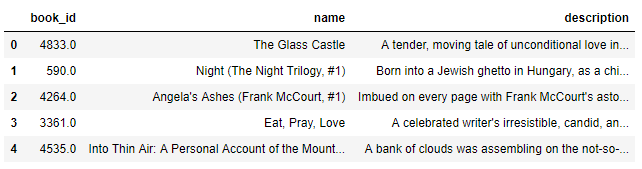 book_id name description
0 4833.0 The Glass Castle A tender, moving tale of unconditional love in...
1 590.0 Night (The Night Trilogy, #1) Born into a Jewish ghetto in Hungary, as a chi...
2 4264.0 Angela's Ashes (Frank McCourt, #1) Imbued on every page with Frank McCourt's asto...
3 3361.0 Eat, Pray, Love A celebrated writer's irresistible, candid, an...
4 4535.0 Into Thin Air: A Personal Account of the Mount... A bank of clouds was assembling on the not-so-...